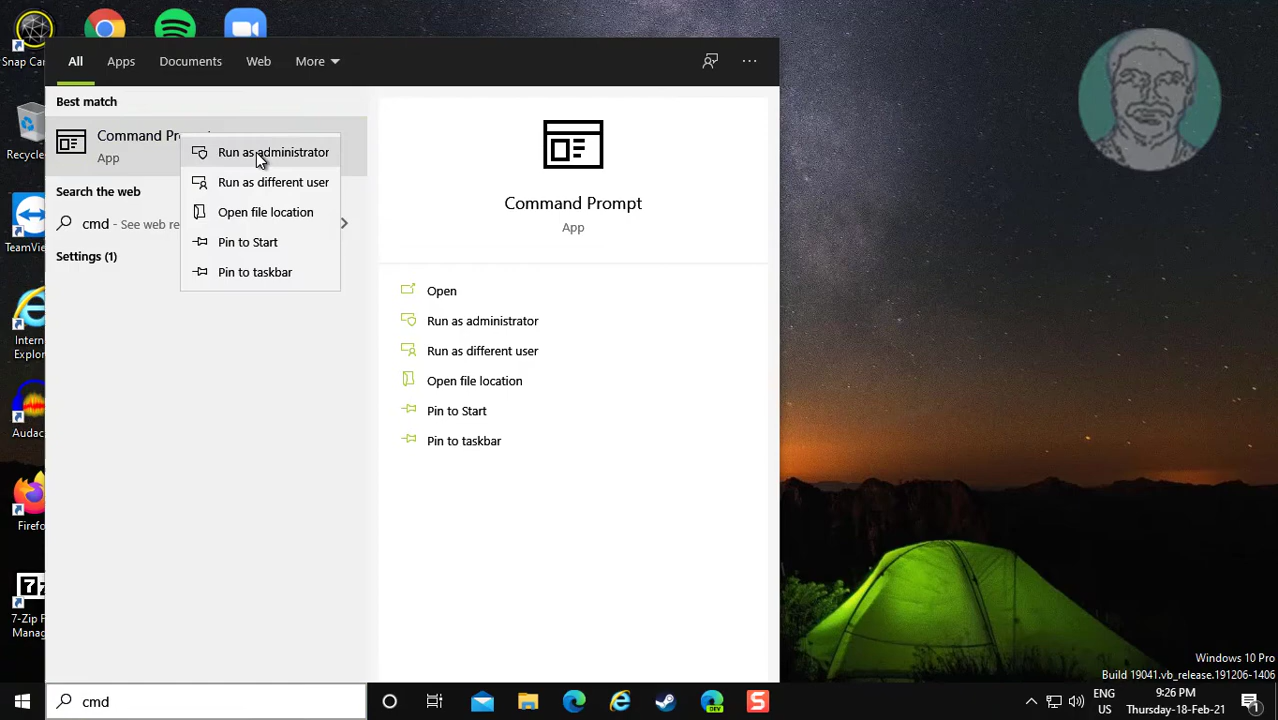 Snap Cam
All
Apps
Documents
Web
More
Best match
Command Pr
App
Run as administrator
Run as different user
Open file location
Pin to Start
Pin to taskbar
Search the web
cmd - See web re
Settings (1)
Command Prompt
App
Open
Run as administrator
Run as different user
Open file location
Pin to Start
Pin to taskbar
Recycle
TeamVie
Intern
Explor
Audac
Firefo
7z
7-Zip F
Manag
Windows 10 Pro
Build 19041.vb_release.191206-1406
cmd
DEV
S
ENG
US
9:26 PM
Thursday-18-Feb-21
1